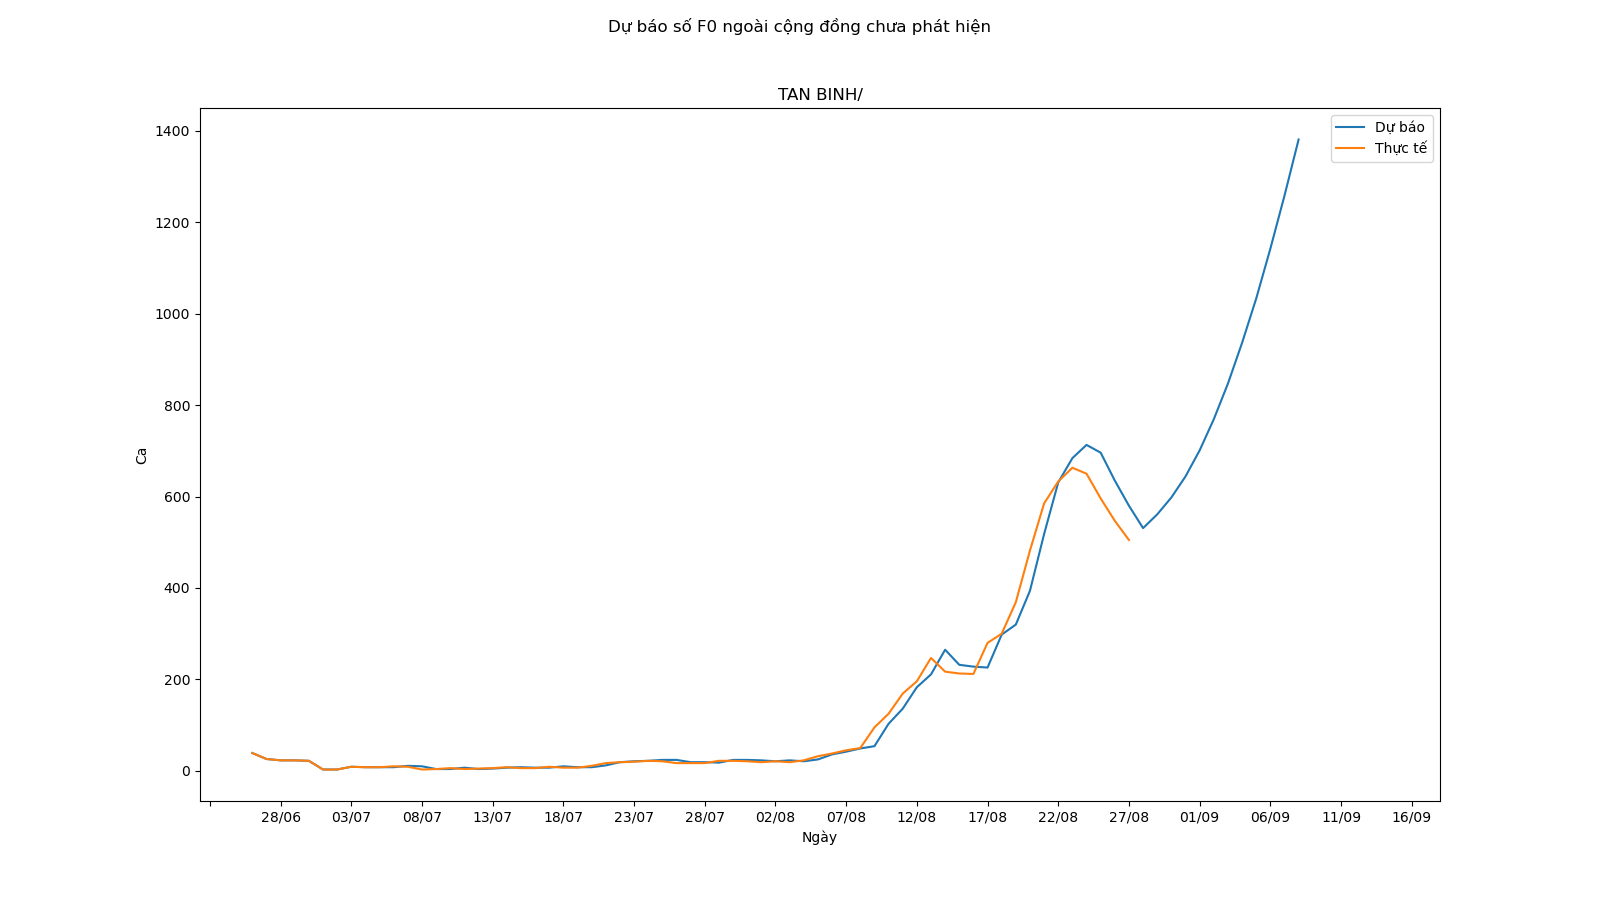 Dự báo số F0 ngoài cộng đồng chưa phát hiện
TAN BINH/
Dự báo
Thực tế
1400
1200
1000
800
600
400
200
0
Ca
28/06 03/07 08/07 13/07 18/07 23/07 28/07 02/08 07/08 12/08 17/08 22/08 27/08 01/09 06/09 11/09 16/09
Ngày